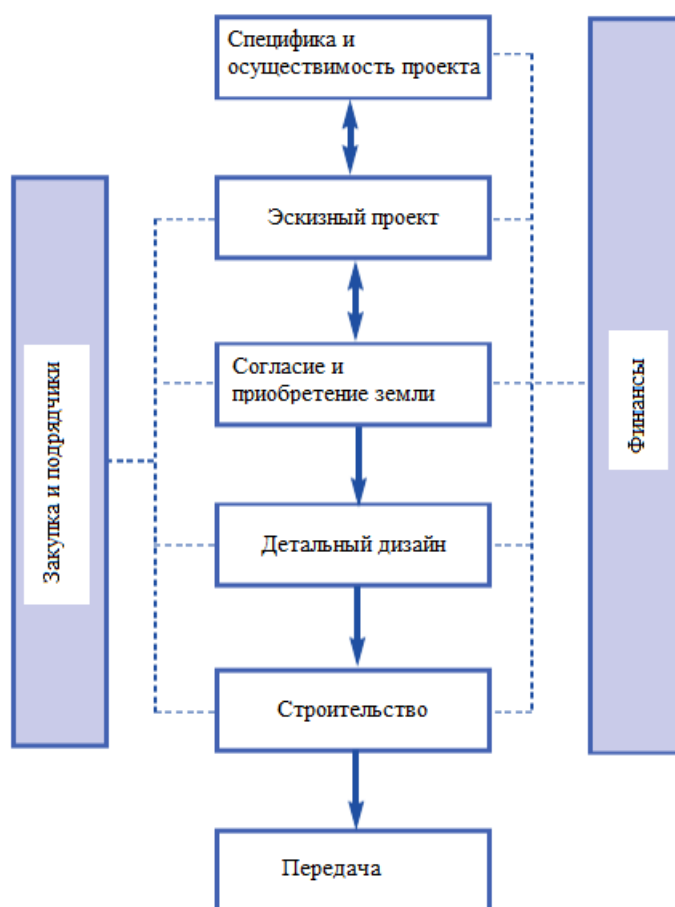 Специфика и
осуществимость проекта
Эскизный проект
Согласие и
приобретение земли
Детальный дизайн
Строительство
Передача
Закупка и подрядчики
Финансы